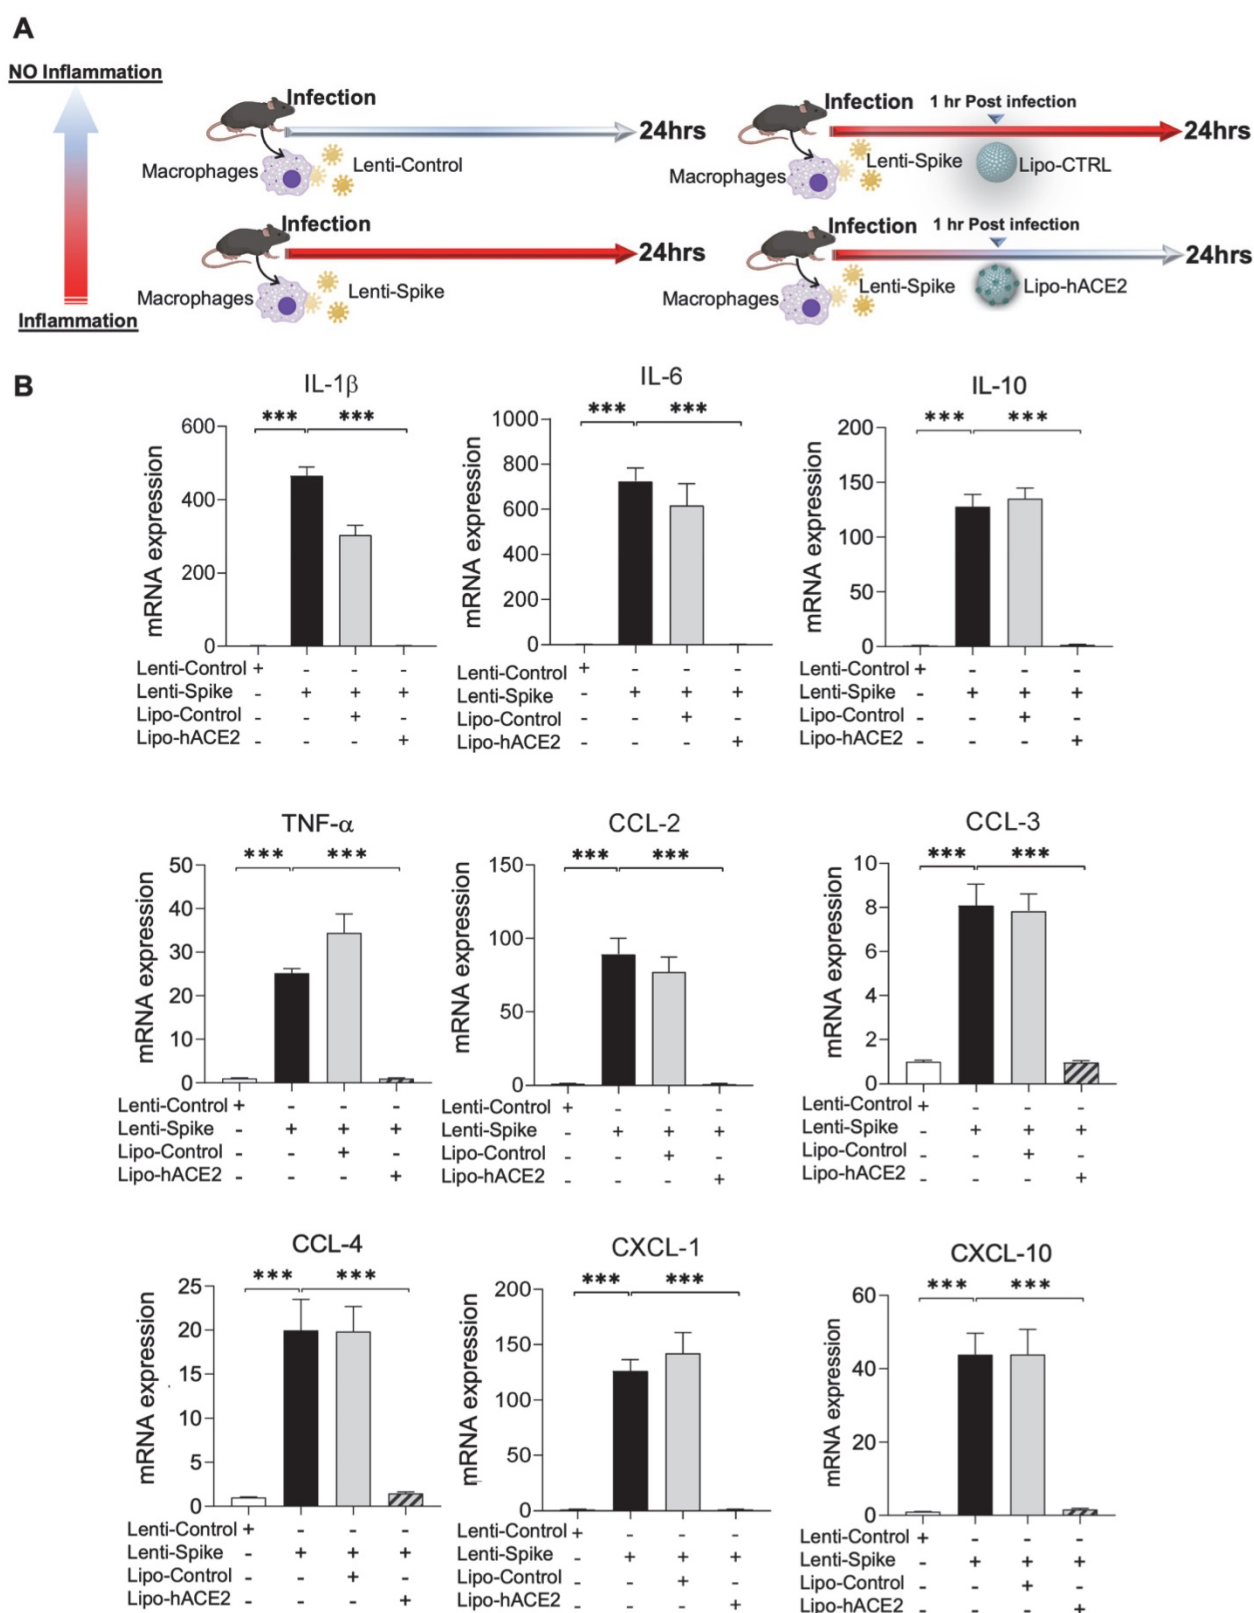 A
NO Inflammation
Inflammation
Infection
24hrs
Macrophages
Lenti-Control
Infection
24hrs
Macrophages
Lenti-Spike
Infection
1 hr Post infection
24hrs
Macrophages
Lenti-Spike
Lipo-CTRL
Infection
1 hr Post infection
24hrs
Macrophages
Lenti-Spike
Lipo-hACE2
B
IL-1β
*** ***
mRNA expression
600
400
200
0
Lenti-Control + - - -
Lenti-Spike - + + +
Lipo-Control - - + -
Lipo-hACE2 - - - +
IL-6
*** ***
mRNA expression
1000
800
600
400
200
0
Lenti-Control + - - -
Lenti-Spike - + + +
Lipo-Control - - + -
Lipo-hACE2 - - - +
IL-10
*** ***
mRNA expression
200
150
100
50
0
Lenti-Control + - - -
Lenti-Spike - + + +
Lipo-Control - - + -
Lipo-hACE2 - - - +
TNF-α
*** ***
mRNA expression
50
40
30
20
10
0
Lenti-Control + - - -
Lenti-Spike - + + +
Lipo-Control - - + -
Lipo-hACE2 - - - +
CCL-2
*** ***
mRNA expression
150
100
50
0
Lenti-Control + - - -
Lenti-Spike - + + +
Lipo-Control - - + -
Lipo-hACE2 - - - +
CCL-3
*** ***
mRNA expression
10
8
6
4
2
0
Lenti-Control + - - -
Lenti-Spike - + + +
Lipo-Control - - + -
Lipo-hACE2 - - - +
CCL-4
*** ***
mRNA expression
25
20
15
10
5
0
Lenti-Control + - - -
Lenti-Spike - + + +
Lipo-Control - - + -
Lipo-hACE2 - - - +
CXCL-1
*** ***
mRNA expression
200
150
100
50
0
Lenti-Control + - - -
Lenti-Spike - + + +
Lipo-Control - - + -
Lipo-hACE2 - - - +
CXCL-10
*** ***
mRNA expression
60
40
20
0
Lenti-Control + - - -
Lenti-Spike - + + +
Lipo-Control - - + -
Lipo-hACE2 - - - +